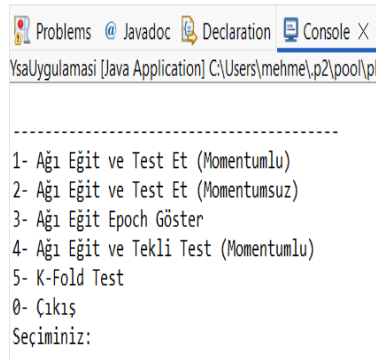 Problems @ Javadoc Declaration Console ×
YsaUygulamasi [Java Application] C:\Users\mehme\.p2\pool\pl
----------------------------------------
1- Ağı Eğit ve Test Et (Momentumlu)
2- Ağı Eğit ve Test Et (Momentumsuz)
3- Ağı Eğit Epoch Göster
4- Ağı Eğit ve Tekli Test (Momentumlu)
5- K-Fold Test
0- Çıkış
Seçiminiz: